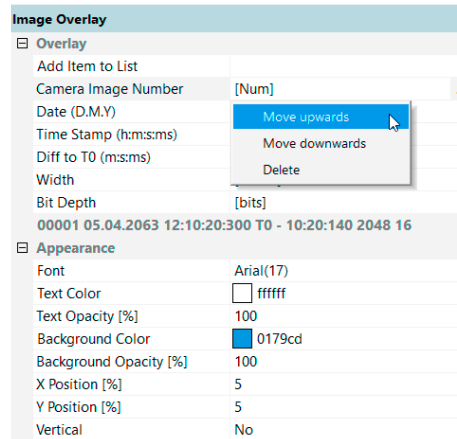 Image Overlay
Overlay
Add Item to List
Camera Image Number [Num]
Date (D.M.Y) Move upwards
Time Stamp (h:m:s:ms) Move downwards
Diff to T0 (m:s:ms) Delete
Width
Bit Depth [bits]
00001 05.04.2063 12:10:20:300 T0 - 10:20:140 2048 16
Appearance
Font Arial(17)
Text Color ffffff
Text Opacity [%] 100
Background Color 0179cd
Background Opacity [%] 100
X Position [%] 5
Y Position [%] 5
Vertical No